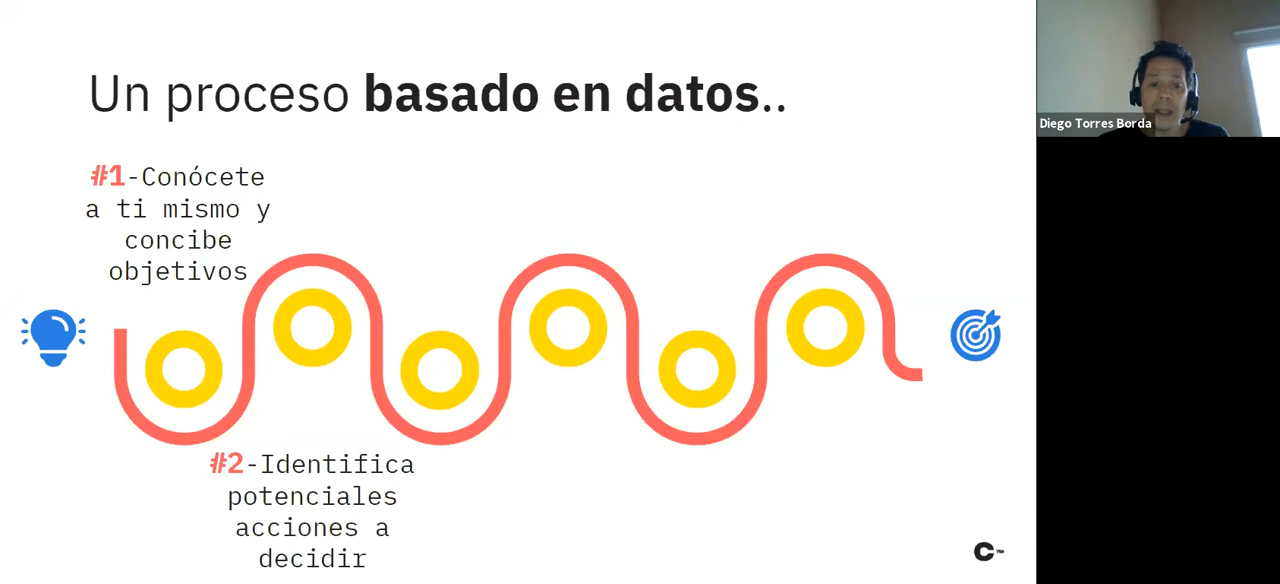 Un proceso basado en datos..
#1-Conócete
a ti mismo y
concibe
objetivos
#2-Identifica
potenciales
acciones a
decidir
Diego Torres Borda
C™